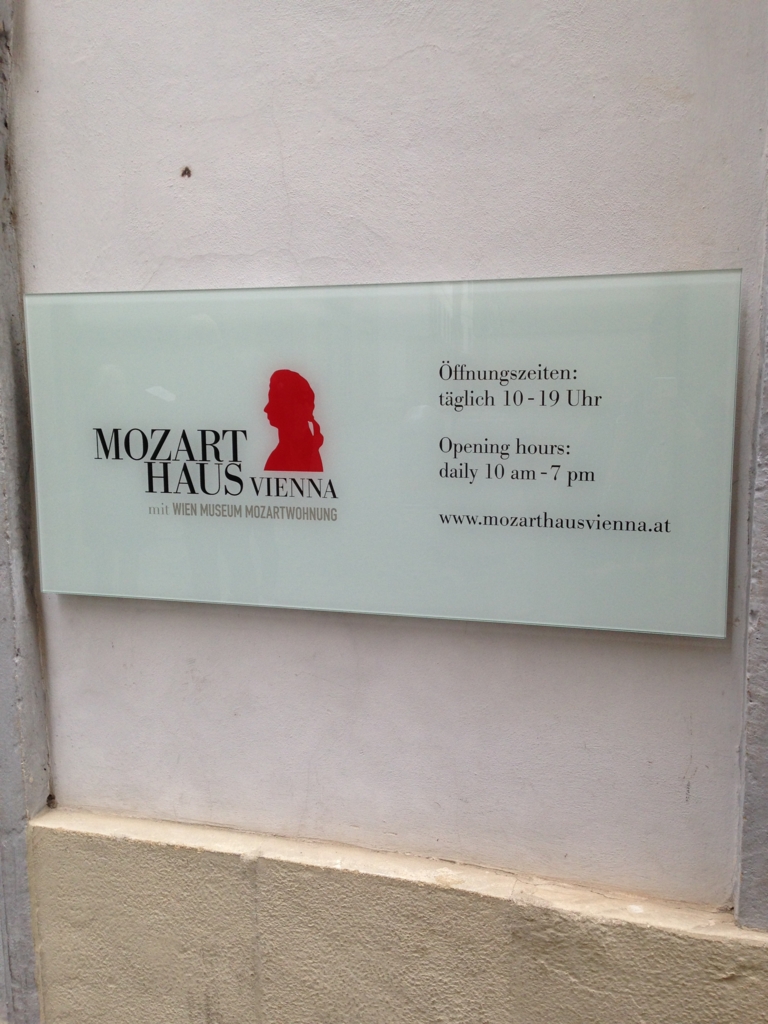 MOZART
HAUS VIENNA
mit WIEN MUSEUM MOZARTWOHNUNG
Öffnungszeiten:
täglich 10 - 19 Uhr
Opening hours:
daily 10 am - 7 pm
www.mozarthausvienna.at